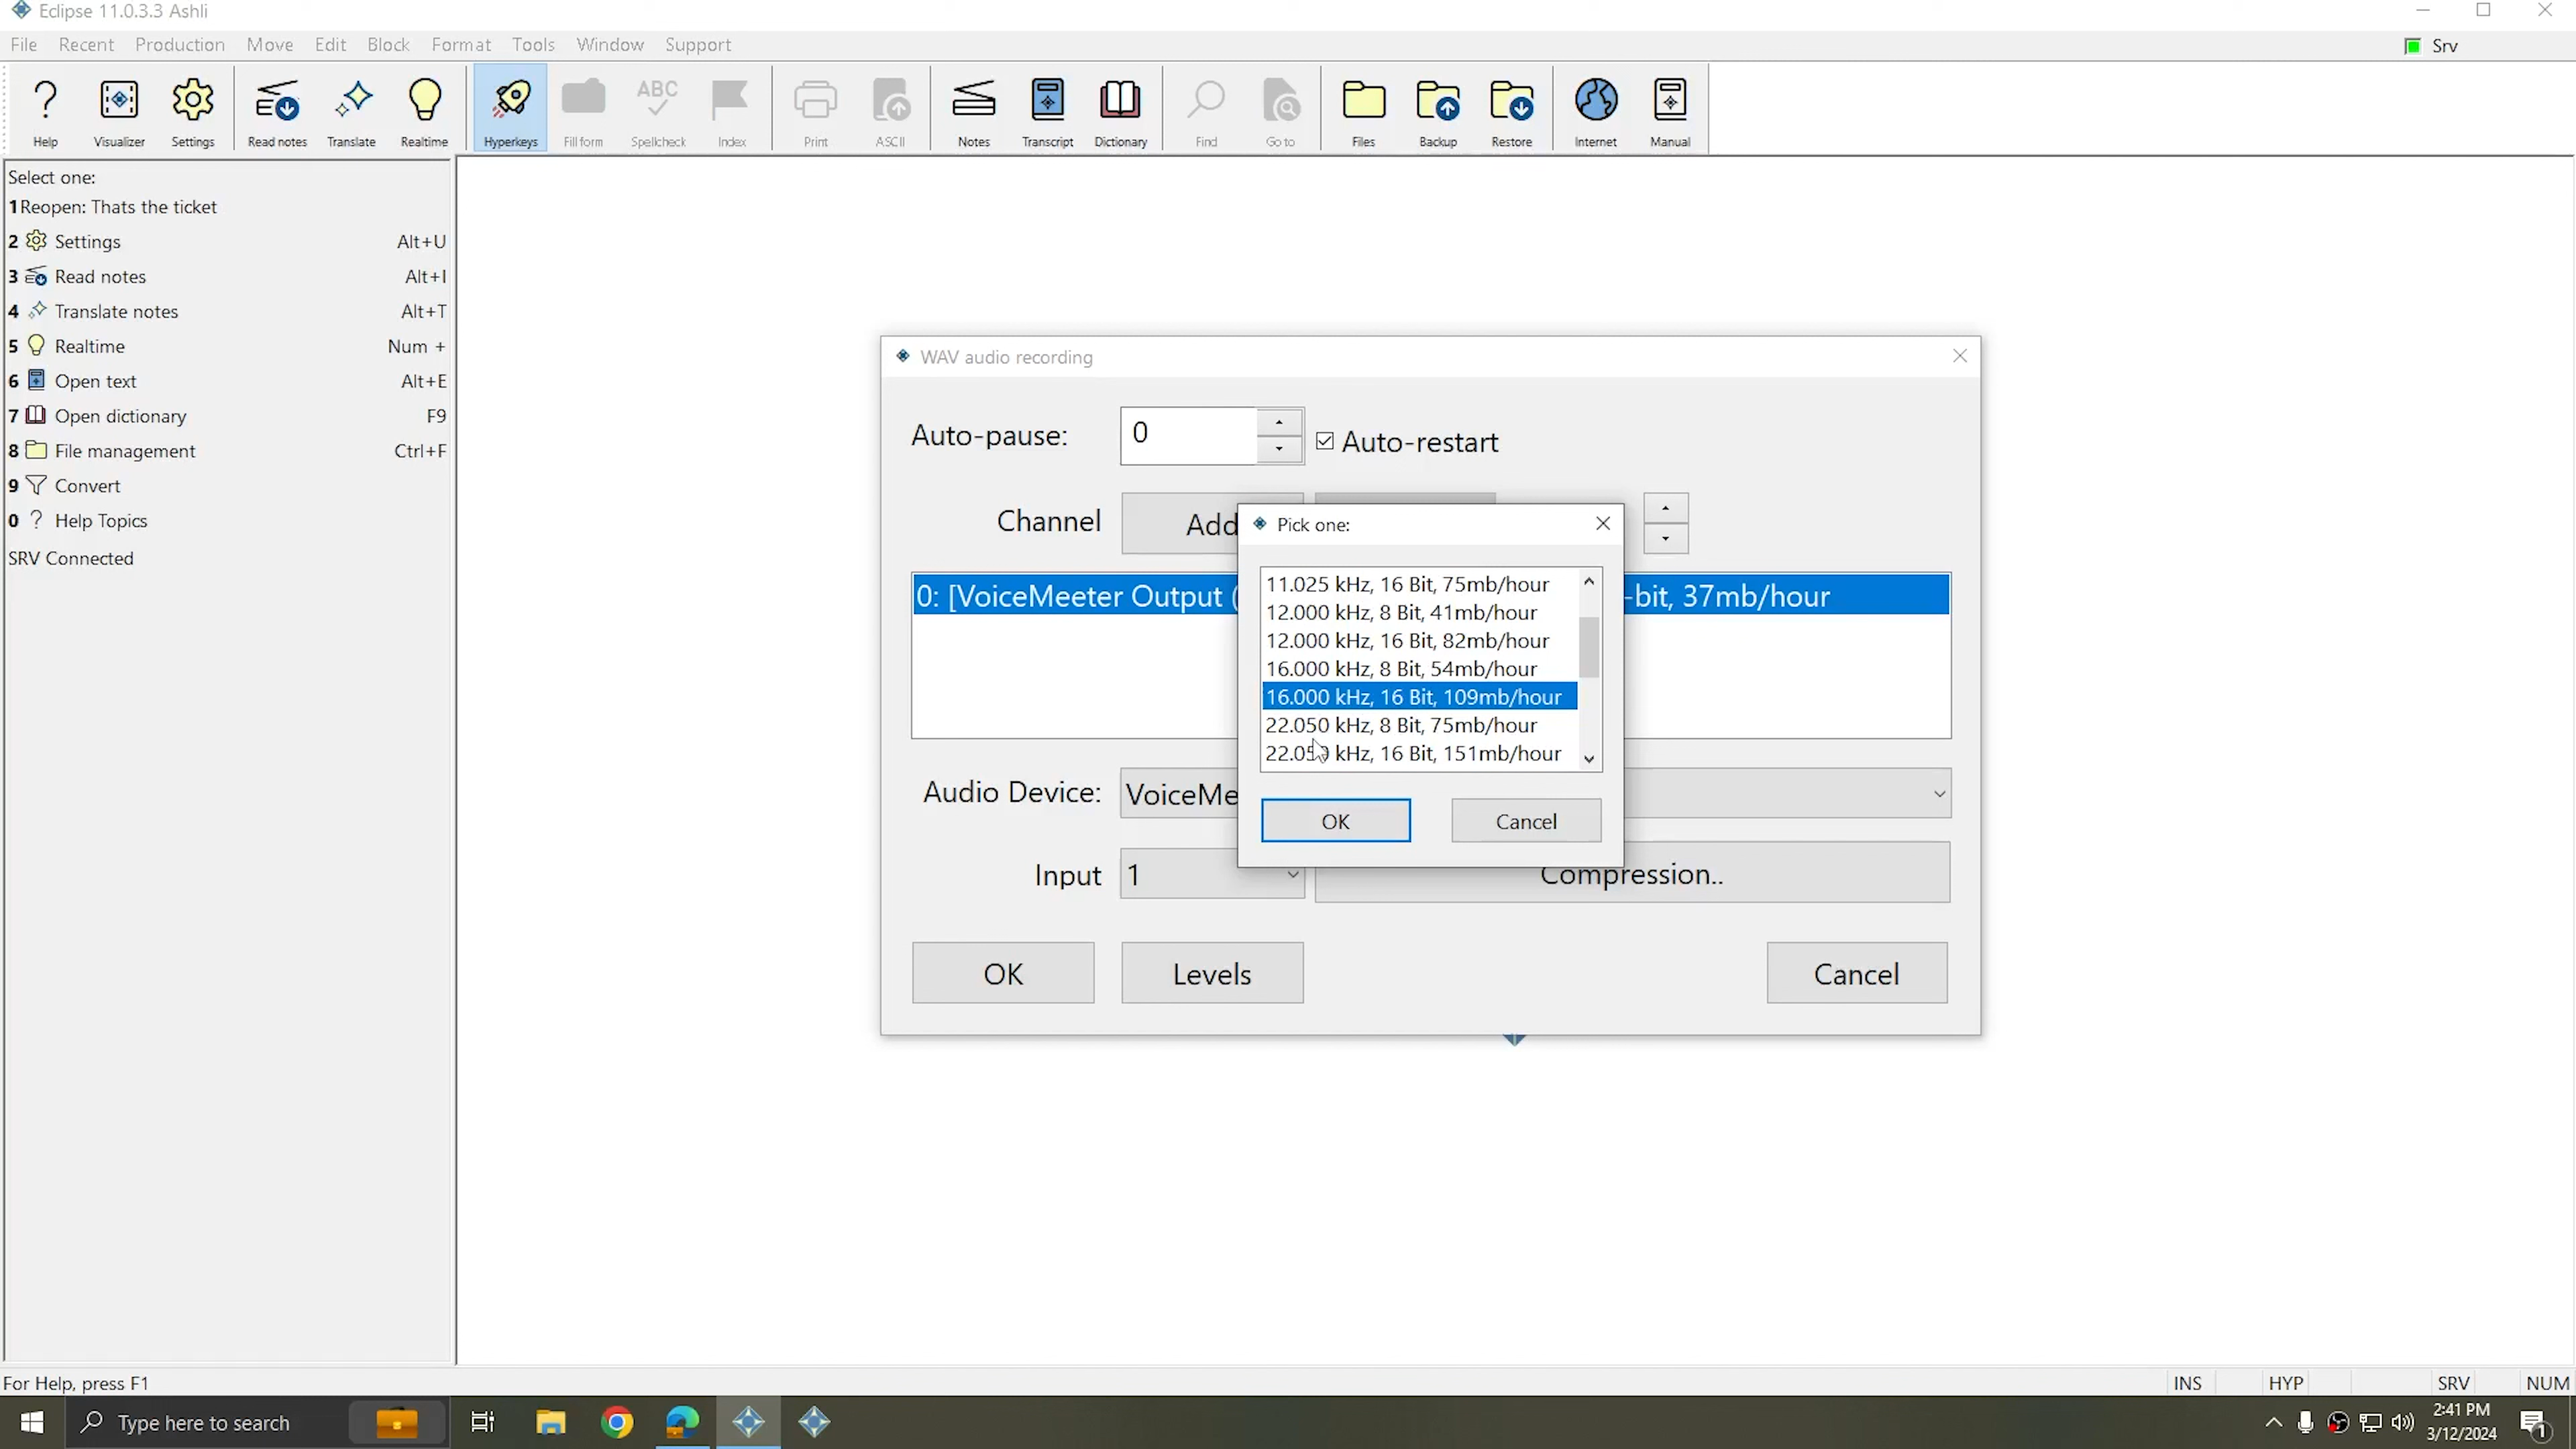 Eclipse 11.0.3.3 Ashli
File Recent Production Move Edit Block Format Tools Window Support
Srv
Help Visualizer Settings Read notes Translate Realtime Hyperkeys Fill form Spellcheck Index Print ASCII Notes Transcript Dictionary Find Go to Files Backup Restore Internet Manual
ABC
Select one:
1 Reopen: Thats the ticket
2 Settings Alt+U
3 Read notes Alt+I
4 Translate notes Alt+T
5 Realtime Num +
6 Open text Alt+E
7 Open dictionary F9
8 File management Ctrl+F
9 Convert
0 ? Help Topics
SRV Connected
WAV audio recording
Auto-pause: 0 Auto-restart
Channel Add
0: [VoiceMeeter Output ( -bit, 37mb/hour
Pick one:
11.025 kHz, 16 Bit, 75mb/hour
12.000 kHz, 8 Bit, 41mb/hour
12.000 kHz, 16 Bit, 82mb/hour
16.000 kHz, 8 Bit, 54mb/hour
16.000 kHz, 16 Bit, 109mb/hour
22.050 kHz, 8 Bit, 75mb/hour
22.050 kHz, 16 Bit, 151mb/hour
OK Cancel
Audio Device: VoiceMe
Input 1 Compression..
OK Levels Cancel
For Help, press F1
INS HYP SRV NUM
Type here to search
2:41 PM
3/12/2024
1